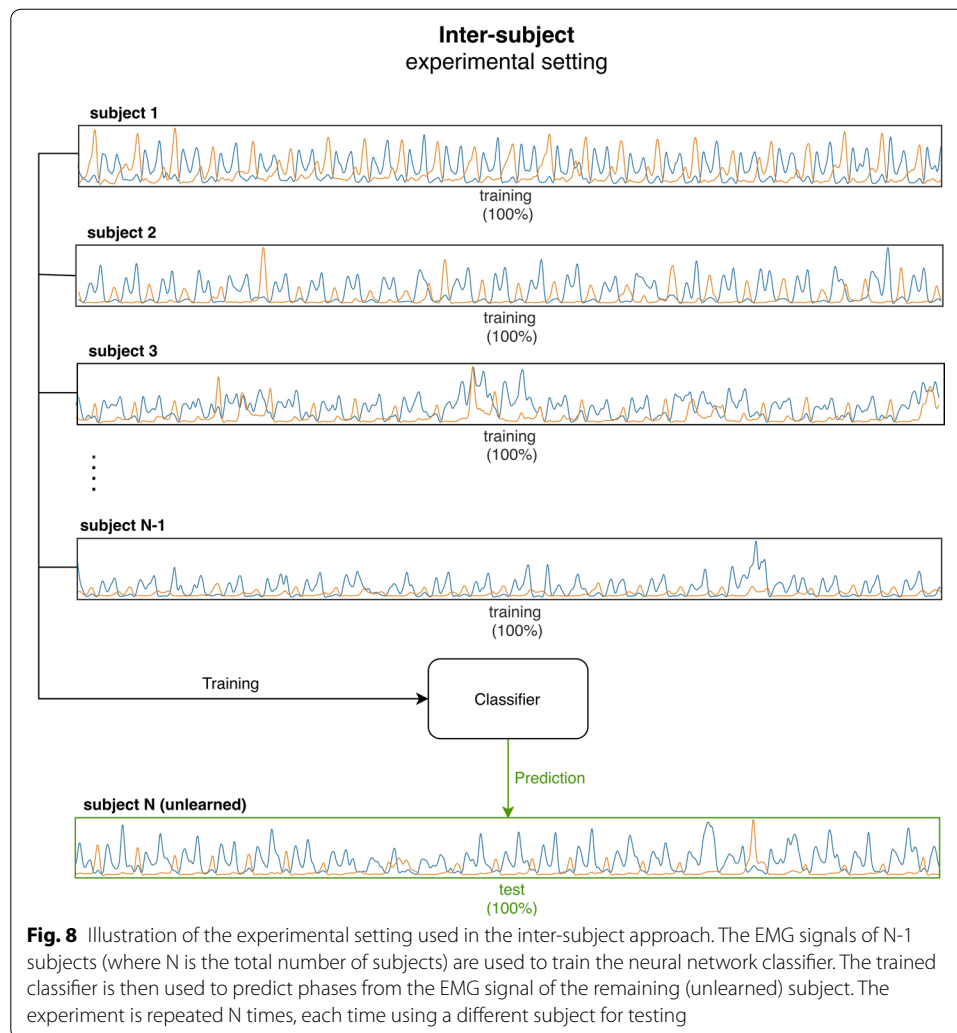 Inter-subject
experimental setting
subject 1
training
(100%)
subject 2
training
(100%)
subject 3
training
(100%)
subject N-1
training
(100%)
Training
Classifier
Prediction
subject N (unlearned)
test
(100%)
Fig. 8 Illustration of the experimental setting used in the inter-subject approach. The EMG signals of N-1
subjects (where N is the total number of subjects) are used to train the neural network classifier. The trained
classifier is then used to predict phases from the EMG signal of the remaining (unlearned) subject. The
experiment is repeated N times, each time using a different subject for testing